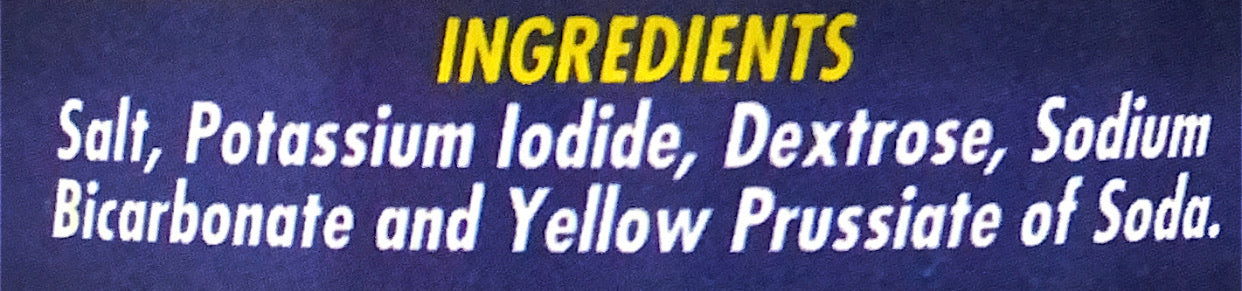 INGREDIENTS
Salt, Potassium Iodide, Dextrose, Sodium
Bicarbonate and Yellow Prussiate of Soda.